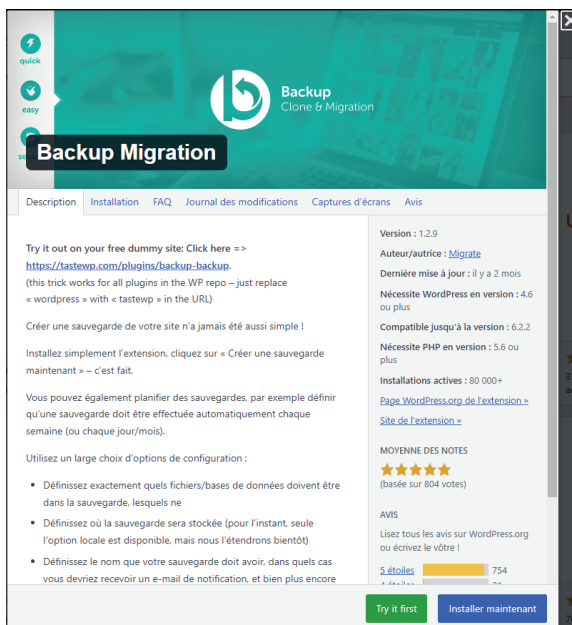 quick
easy
Backup
Clone & Migration
Backup Migration
Description Installation FAQ Journal des modifications Captures d'écrans Avis
Try it out on your free dummy site: Click here =>
https://tastewp.com/plugins/backup-backup.
(this trick works for all plugins in the WP repo – just replace
« wordpress » with « tastewp » in the URL)
Créer une sauvegarde de votre site n'a jamais été aussi simple !
Installez simplement l'extension, cliquez sur « Créer une sauvegarde
maintenant » – c'est fait.
Vous pouvez également planifier des sauvegardes, par exemple définir
qu'une sauvegarde doit être effectuée automatiquement chaque
semaine (ou chaque jour/mois).
Utilisez un large choix d'options de configuration :
• Définissez exactement quels fichiers/bases de données doivent être
dans la sauvegarde, lesquels ne
• Définissez où la sauvegarde sera stockée (pour l'instant, seule
l'option locale est disponible, mais nous l'étendrons bientôt)
• Définissez le nom que votre sauvegarde doit avoir, dans quels cas
vous devriez recevoir un e-mail de notification, et bien plus encore
Version : 1.2.9
Auteur/autrice : Migrate
Dernière mise à jour : il y a 2 mois
Nécessite WordPress en version : 4.6
ou plus
Compatible jusqu'à la version : 6.2.2
Nécessite PHP en version : 5.6 ou
plus
Installations actives : 80 000+
Page WordPress.org de l'extension »
Site de l'extension »
MOYENNE DES NOTES
(basée sur 804 votes)
AVIS
Lisez tous les avis sur WordPress.org
ou écrivez le vôtre !
5 étoiles 754
Try it first Installer maintenant